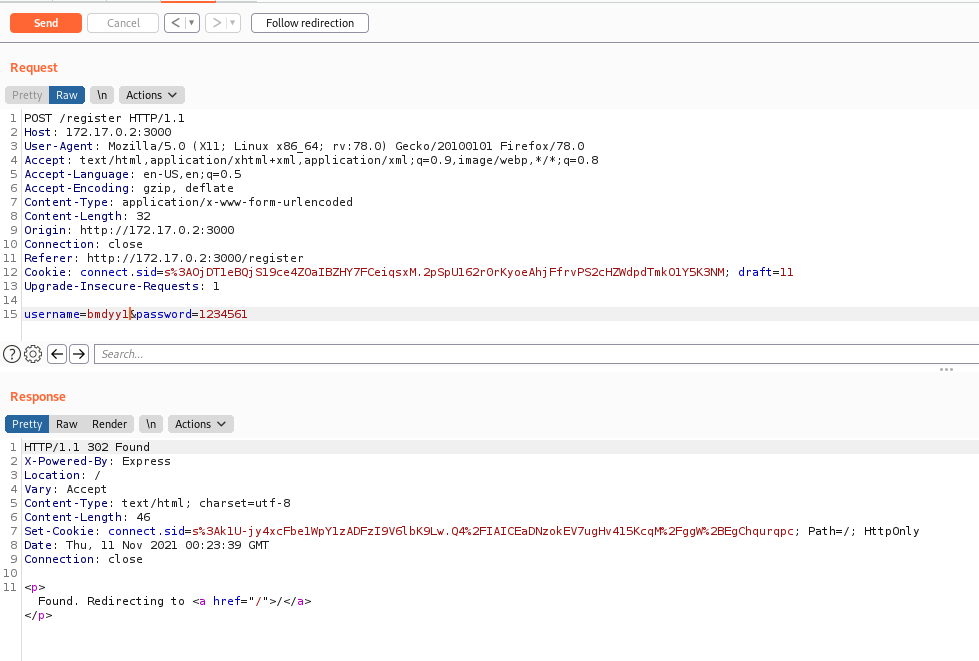 Send Cancel < ▼ > ▼ Follow redirection
Request
Pretty Raw \n Actions
1 POST /register HTTP/1.1
2 Host: 172.17.0.2:3000
3 User-Agent: Mozilla/5.0 (X11; Linux x86_64; rv:78.0) Gecko/20100101 Firefox/78.0
4 Accept: text/html,application/xhtml+xml,application/xml;q=0.9,image/webp,*/*;q=0.8
5 Accept-Language: en-US,en;q=0.5
6 Accept-Encoding: gzip, deflate
7 Content-Type: application/x-www-form-urlencoded
8 Content-Length: 32
9 Origin: http://172.17.0.2:3000
10 Connection: close
11 Referer: http://172.17.0.2:3000/register
12 Cookie: connect.sid=s%3AOjDT1eBQjS19ce4ZOaIBZHY7FCeiqsxM.2pSpU162r0rKyoeAhjFfrvPS2cHZWdpdTmkO1Y5K3NM; draft=11
13 Upgrade-Insecure-Requests: 1
14
15 username=bmdyy1&password=1234561
? Search...
Response
Pretty Raw Render \n Actions
1 HTTP/1.1 302 Found
2 X-Powered-By: Express
3 Location: /
4 Vary: Accept
5 Content-Type: text/html; charset=utf-8
6 Content-Length: 46
7 Set-Cookie: connect.sid=s%3Ak1U-jy4xcFbe1WpY1zADFzI9V6lbK9Lw.Q4%2FIAICEaDNzokEV7ugHv415KcqM%2FggW%2BEgChqurqpc; Path=/; HttpOnly
8 Date: Thu, 11 Nov 2021 00:23:39 GMT
9 Connection: close
10
11 <p>
Found. Redirecting to <a href="/">/</a>
</p>